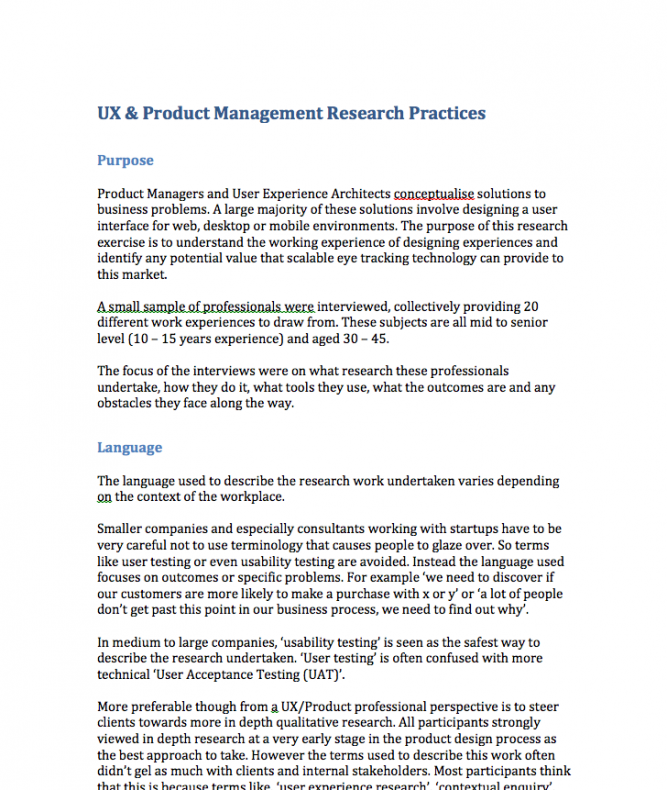 UX & Product Management Research Practices
Purpose
Product Managers and User Experience Architects conceptualise solutions to
business problems. A large majority of these solutions involve designing a user
interface for web, desktop or mobile environments. The purpose of this research
exercise is to understand the working experience of designing experiences and
identify any potential value that scalable eye tracking technology can provide to
this market.
A small sample of professionals were interviewed, collectively providing 20
different work experiences to draw from. These subjects are all mid to senior
level (10 – 15 years experience) and aged 30 – 45.
The focus of the interviews were on what research these professionals
undertake, how they do it, what tools they use, what the outcomes are and any
obstacles they face along the way.
Language
The language used to describe the research work undertaken varies depending
on the context of the workplace.
Smaller companies and especially consultants working with startups have to be
very careful not to use terminology that causes people to glaze over. So terms
like user testing or even usability testing are avoided. Instead the language used
focuses on outcomes or specific problems. For example ‘we need to discover if
our customers are more likely to make a purchase with x or y’ or ‘a lot of people
don’t get past this point in our business process, we need to find out why’.
In medium to large companies, ‘usability testing’ is seen as the safest way to
describe the research undertaken. ‘User testing’ is often confused with more
technical ‘User Acceptance Testing (UAT)’.
More preferable though from a UX/Product professional perspective is to steer
clients towards more in depth qualitative research. All participants strongly
viewed in depth research at a very early stage in the product design process as
the best approach to take. However the terms used to describe this work often
didn’t gel as much with clients and internal stakeholders. Most participants think
that this is because terms like, ‘user experience research’, ‘contextual enquiry’